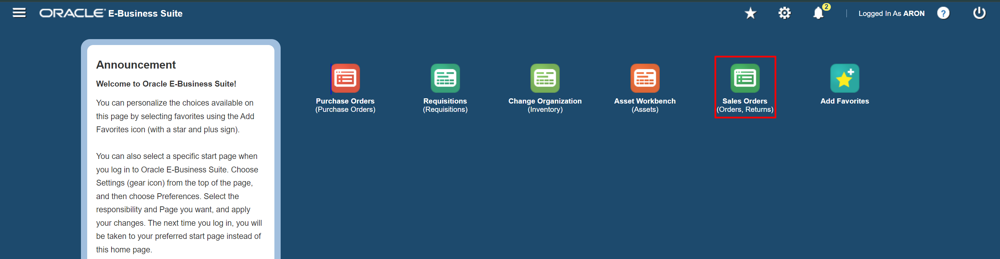 ORACLE E-Business Suite
2
Logged In As ARON
?
Announcement
Welcome to Oracle E-Business Suite!
You can personalize the choices available on
this page by selecting favorites using the Add
Favorites icon (with a star and plus sign).
You can also select a specific start page when
you log in to Oracle E-Business Suite. Choose
Settings (gear icon) from the top of the page,
and then choose Preferences. Select the
responsibility and Page you want, and apply
your changes. The next time you log in, you will
be taken to your preferred start page instead of
this home page.
Purchase Orders
(Purchase Orders)
Requisitions
(Requisitions)
Change Organization
(Inventory)
Asset Workbench
(Assets)
Sales Orders
(Orders, Returns)
Add Favorites